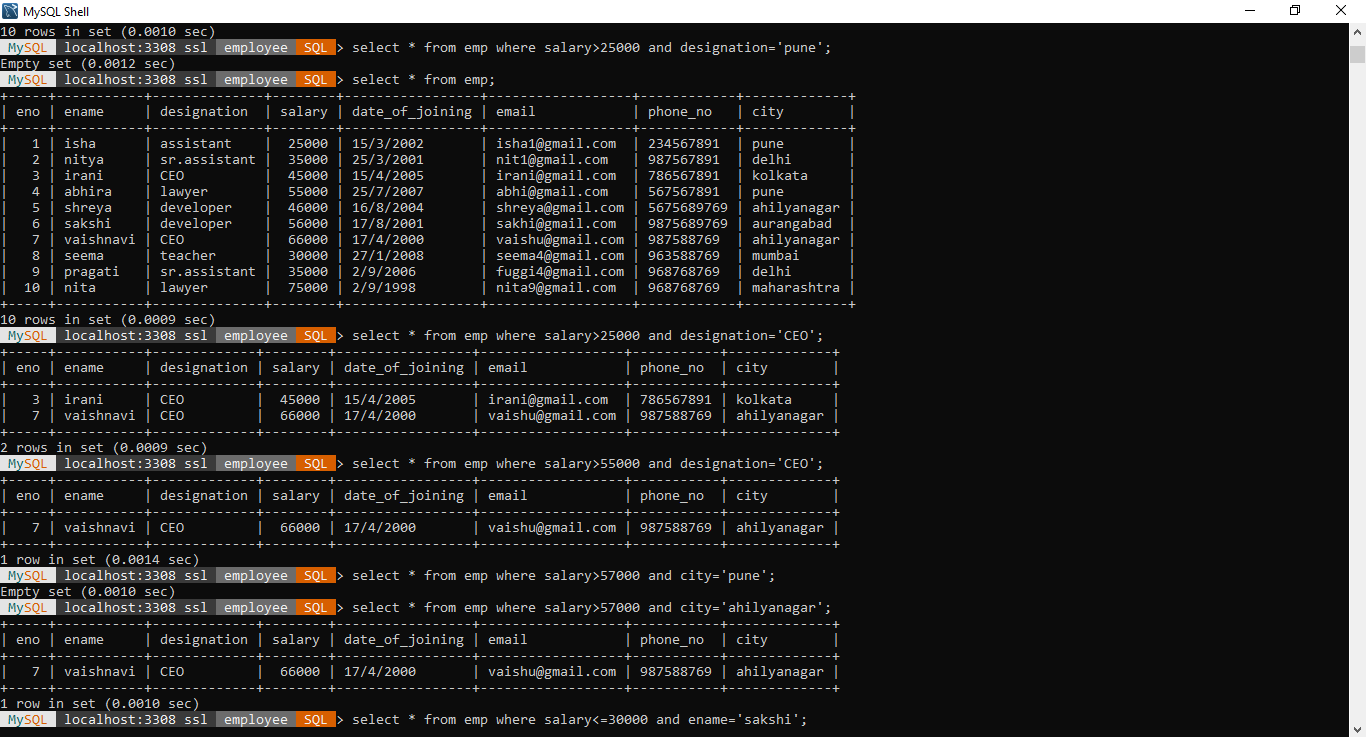 MySQL Shell
10 rows in set (0.0010 sec)
MySQL localhost:3308 ssl employee SQL > select * from emp where salary>25000 and designation='pune';
Empty set (0.0012 sec)
MySQL localhost:3308 ssl employee SQL > select * from emp;
+-----+-----------+--------------+--------+-----------------+------------------+------------+-------------+
| eno | ename     | designation  | salary | date_of_joining | email            | phone_no   | city        |
+-----+-----------+--------------+--------+-----------------+------------------+------------+-------------+
|   1 | isha      | assistant    |  25000 | 15/3/2002       | isha1@gmail.com  | 234567891  | pune        |
|   2 | nitya     | sr.assistant |  35000 | 25/3/2001       | nit1@gmail.com   | 987567891  | delhi       |
|   3 | irani     | CEO          |  45000 | 15/4/2005       | irani@gmail.com  | 786567891  | kolkata     |
|   4 | abhira    | lawyer       |  55000 | 25/7/2007       | abhi@gmail.com   | 567567891  | pune        |
|   5 | shreya    | developer    |  46000 | 16/8/2004       | shreya@gmail.com | 5675689769 | ahilyanagar |
|   6 | sakshi    | developer    |  56000 | 17/8/2001       | sakhi@gmail.com  | 9875689769 | aurangabad  |
|   7 | vaishnavi | CEO          |  66000 | 17/4/2000       | vaishu@gmail.com | 987588769  | ahilyanagar |
|   8 | seema     | teacher      |  30000 | 27/1/2008       | seema4@gmail.com | 963588769  | mumbai      |
|   9 | pragati   | sr.assistant |  35000 | 2/9/2006        | fuggi4@gmail.com | 968768769  | delhi       |
|  10 | nita      | lawyer       |  75000 | 2/9/1998        | nita9@gmail.com  | 968768769  | maharashtra |
+-----+-----------+--------------+--------+-----------------+------------------+------------+-------------+
10 rows in set (0.0009 sec)
MySQL localhost:3308 ssl employee SQL > select * from emp where salary>25000 and designation='CEO';
+-----+-----------+-------------+--------+-----------------+------------------+-----------+-------------+
| eno | ename     | designation | salary | date_of_joining | email            | phone_no  | city        |
+-----+-----------+-------------+--------+-----------------+------------------+-----------+-------------+
|   3 | irani     | CEO         |  45000 | 15/4/2005       | irani@gmail.com  | 786567891 | kolkata     |
|   7 | vaishnavi | CEO         |  66000 | 17/4/2000       | vaishu@gmail.com | 987588769 | ahilyanagar |
+-----+-----------+-------------+--------+-----------------+------------------+-----------+-------------+
2 rows in set (0.0009 sec)
MySQL localhost:3308 ssl employee SQL > select * from emp where salary>55000 and designation='CEO';
+-----+-----------+-------------+--------+-----------------+------------------+-----------+-------------+
| eno | ename     | designation | salary | date_of_joining | email            | phone_no  | city        |
+-----+-----------+-------------+--------+-----------------+------------------+-----------+-------------+
|   7 | vaishnavi | CEO         |  66000 | 17/4/2000       | vaishu@gmail.com | 987588769 | ahilyanagar |
+-----+-----------+-------------+--------+-----------------+------------------+-----------+-------------+
1 row in set (0.0014 sec)
MySQL localhost:3308 ssl employee SQL > select * from emp where salary>57000 and city='pune';
Empty set (0.0010 sec)
MySQL localhost:3308 ssl employee SQL > select * from emp where salary>57000 and city='ahilyanagar';
+-----+-----------+-------------+--------+-----------------+------------------+-----------+-------------+
| eno | ename     | designation | salary | date_of_joining | email            | phone_no  | city        |
+-----+-----------+-------------+--------+-----------------+------------------+-----------+-------------+
|   7 | vaishnavi | CEO         |  66000 | 17/4/2000       | vaishu@gmail.com | 987588769 | ahilyanagar |
+-----+-----------+-------------+--------+-----------------+------------------+-----------+-------------+
1 row in set (0.0010 sec)
MySQL localhost:3308 ssl employee SQL > select * from emp where salary<=30000 and ename='sakshi';